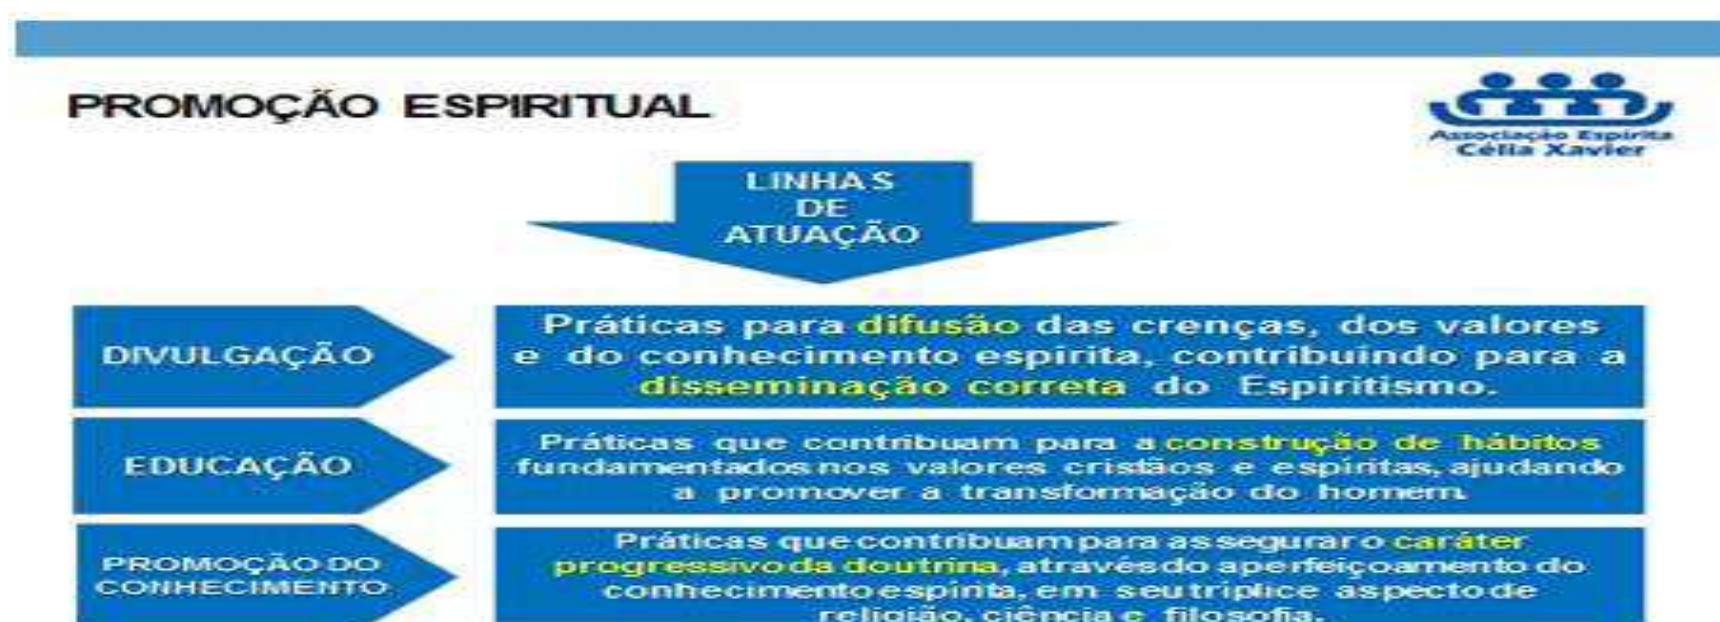 PROMOÇÃO ESPIRITUAL
Associação Espírita
Célia Xavier
LINHAS
DE
ATUAÇÃO
DIVULGAÇÃO
Práticas para difusão das crenças, dos valores
e do conhecimento espírita, contribuindo para a
disseminação correta do Espiritismo.
EDUCAÇÃO
Práticas que contribuam para a construção de hábitos
fundamentados nos valores cristãos e espíritas, ajudando
a promover a transformação do homem.
PROMOÇÃO DO
CONHECIMENTO
Práticas que contribuam para assegurar o caráter
progressivo da doutrina, através do aperfeiçoamento do
conhecimento espírita, em seu tríplice aspecto de
religião, ciência e filosofia.